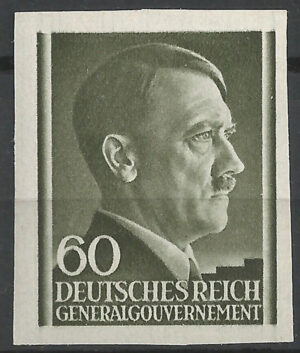 60
DEUTSCHES REICH
GENERALGOUVERNEMENT